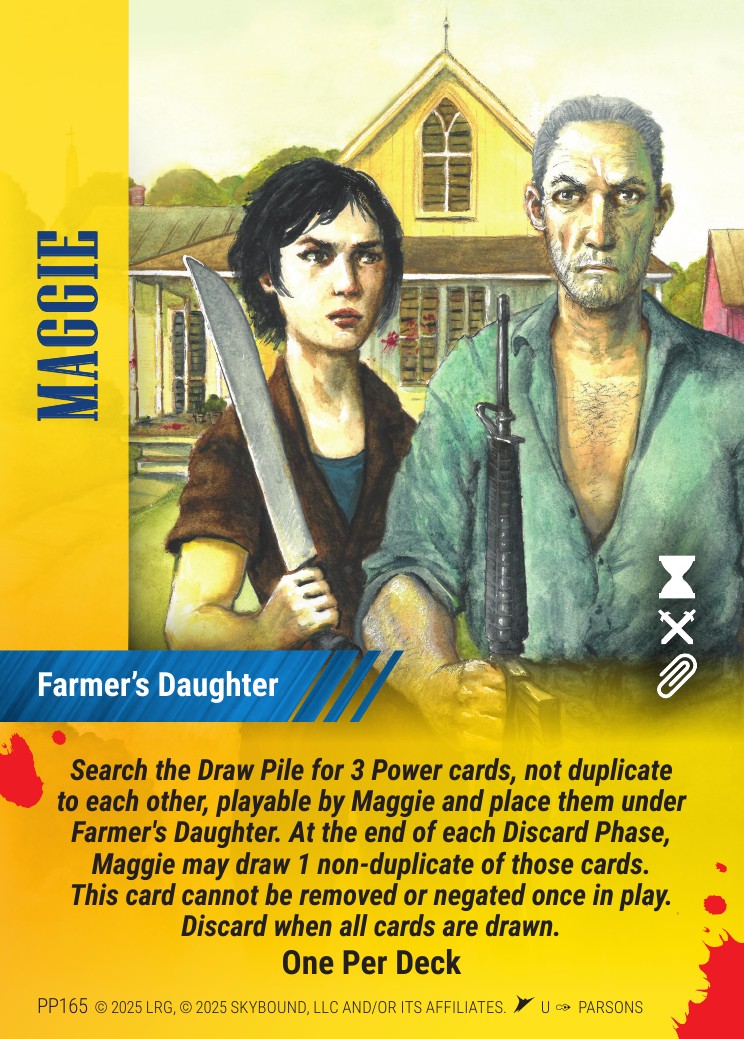 MAGGIE
Farmer's Daughter
Search the Draw Pile for 3 Power cards, not duplicate
to each other, playable by Maggie and place them under
Farmer's Daughter. At the end of each Discard Phase,
Maggie may draw 1 non-duplicate of those cards.
This card cannot be removed or negated once in play.
Discard when all cards are drawn.
One Per Deck
PP165 © 2025 LRG, © 2025 SKYBOUND, LLC AND/OR ITS AFFILIATES. U PARSONS